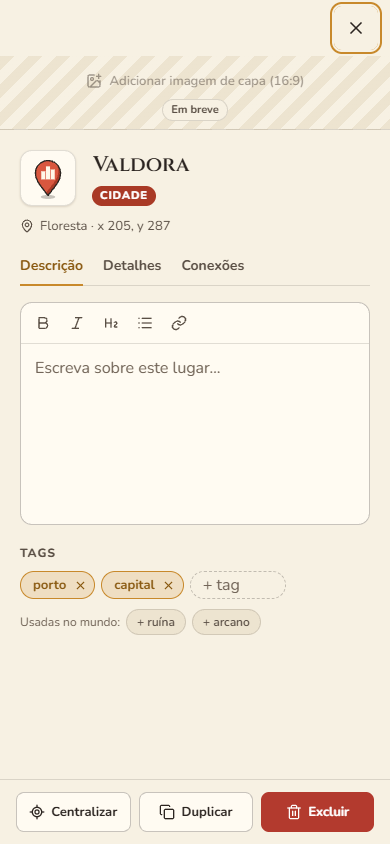 Adicionar imagem de capa (16:9)
Em breve
Valdora
CIDADE
Floresta · x 205, y 287
Descrição Detalhes Conexões
B I H2
Escreva sobre este lugar...
TAGS
porto × capital × + tag
Usadas no mundo: + ruína + arcano
Centralizar Duplicar Excluir